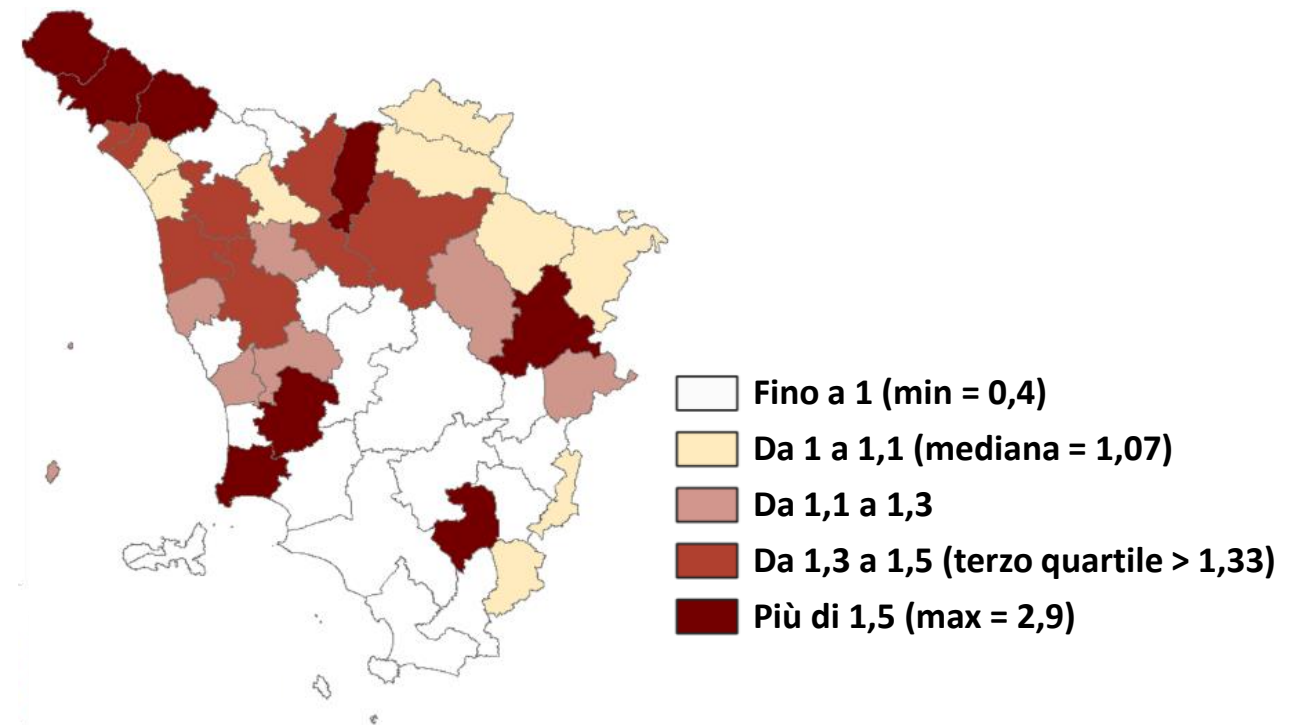 Fino a 1 (min = 0,4)
Da 1 a 1,1 (mediana = 1,07)
Da 1,1 a 1,3
Da 1,3 a 1,5 (terzo quartile > 1,33)
Più di 1,5 (max = 2,9)